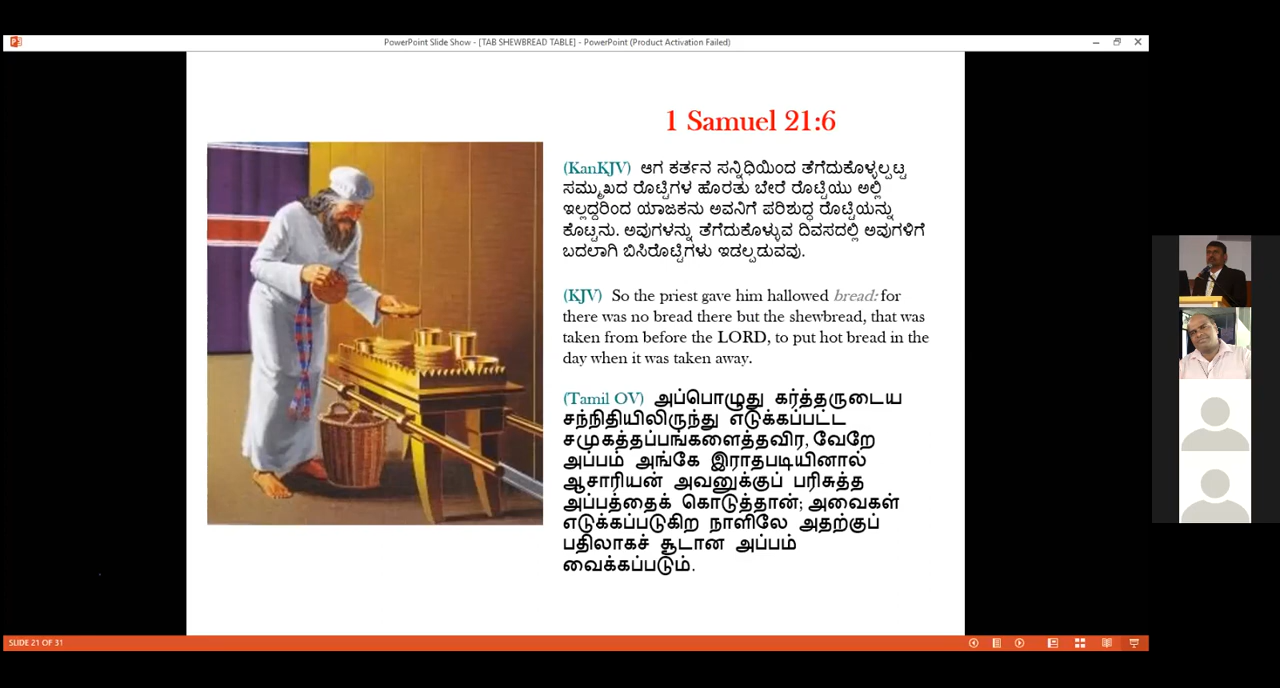 PowerPoint Slide Show - [TAB SHEWBREAD TABLE] - PowerPoint (Product Activation Failed)
1 Samuel 21:6
(KanKJV) ಆಗ ಕರ್ತನ ಸನ್ನಿಧಿಯಿಂದ ತೆಗೆದುಕೊಳ್ಳಲ್ಪಟ್ಟ
ಸಮ್ಮುಖದ ರೊಟ್ಟಿಗಳ ಹೊರತು ಬೇರೆ ರೊಟ್ಟಿಯು ಅಲ್ಲಿ
ಇಲ್ಲದ್ದರಿಂದ ಯಾಜಕನು ಅವನಿಗೆ ಪರಿಶುದ್ಧ ರೊಟ್ಟಿಯನ್ನು
ಕೊಟ್ಟನು. ಅವುಗಳನ್ನು ತೆಗೆದುಕೊಳ್ಳುವ ದಿವಸದಲ್ಲಿ ಅವುಗಳಿಗೆ
ಬದಲಾಗಿ ಬಿಸಿರೊಟ್ಟಿಗಳು ಇಡಲ್ಪಡುವವು.
(KJV) So the priest gave him hallowed bread: for
there was no bread there but the shewbread, that was
taken from before the LORD, to put hot bread in the
day when it was taken away.
(Tamil OV) அப்பொழுது கர்த்தருடைய
சந்நிதியிலிருந்து எடுக்கப்பட்ட
சமுகத்தப்பங்களைத்தவிர, வேறே
அப்பம் அங்கே இராதபடியினால்
ஆசாரியன் அவனுக்குப் பரிசுத்த
அப்பத்தைக் கொடுத்தான்; அவைகள்
எடுக்கப்படுகிற நாளிலே அதற்குப்
பதிலாகச் சூடான அப்பம்
வைக்கப்படும்.
SLIDE 21 OF 31